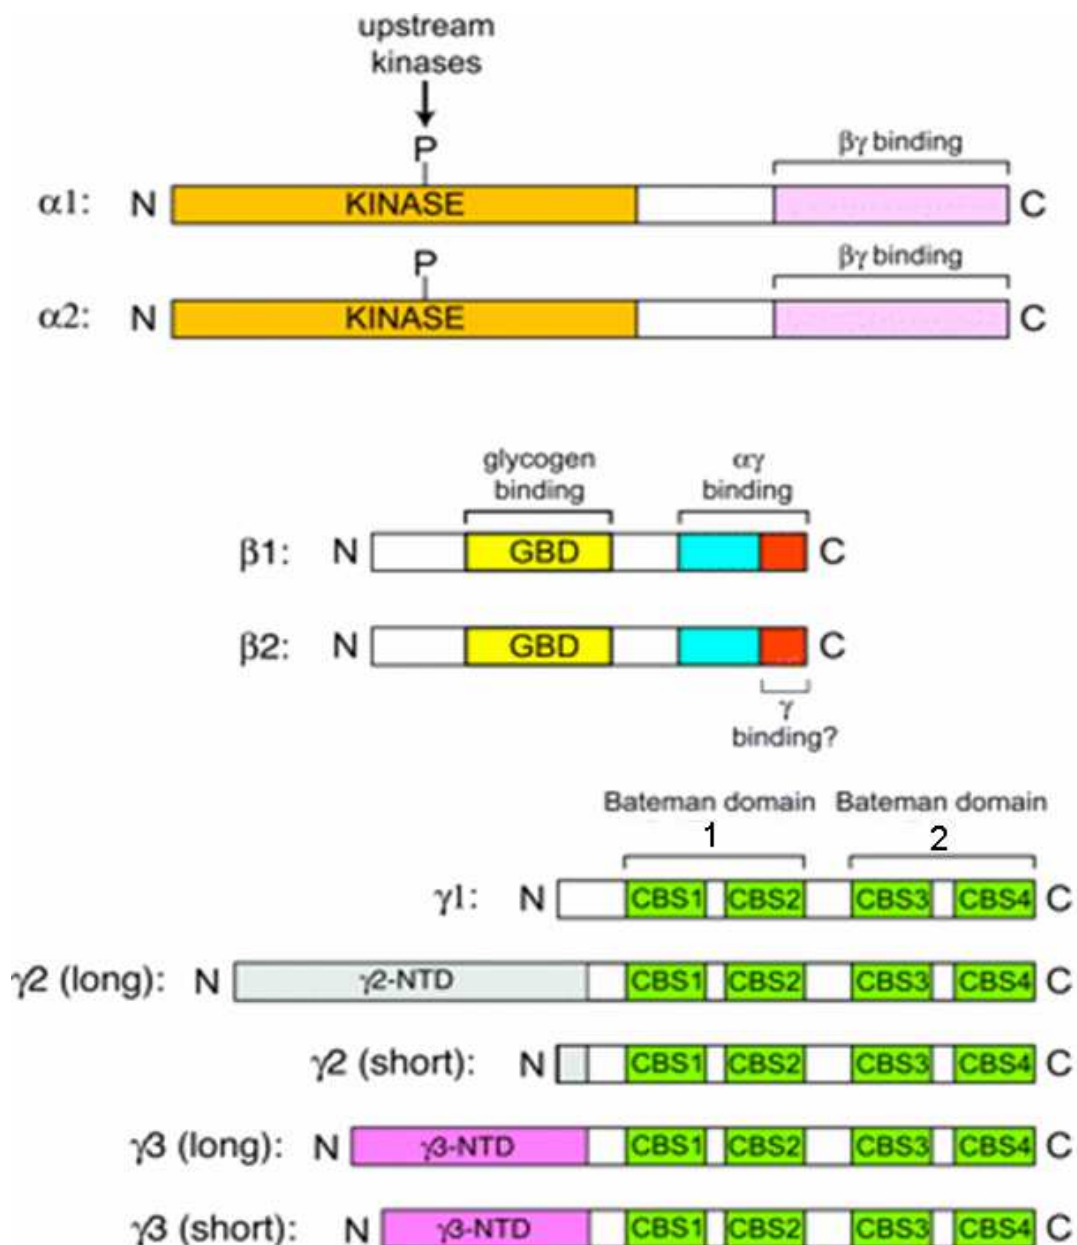 upstream
kinases
P
βγ binding
α1: N KINASE C
P
βγ binding
α2: N KINASE C
glycogen
binding
αγ
binding
β1: N GBD C
β2: N GBD C
γ
binding?
Bateman domain Bateman domain
1 2
γ1: N CBS1 CBS2 CBS3 CBS4 C
γ2 (long): N γ2-NTD CBS1 CBS2 CBS3 CBS4 C
γ2 (short): N CBS1 CBS2 CBS3 CBS4 C
γ3 (long): N γ3-NTD CBS1 CBS2 CBS3 CBS4 C
γ3 (short): N γ3-NTD CBS1 CBS2 CBS3 CBS4 C